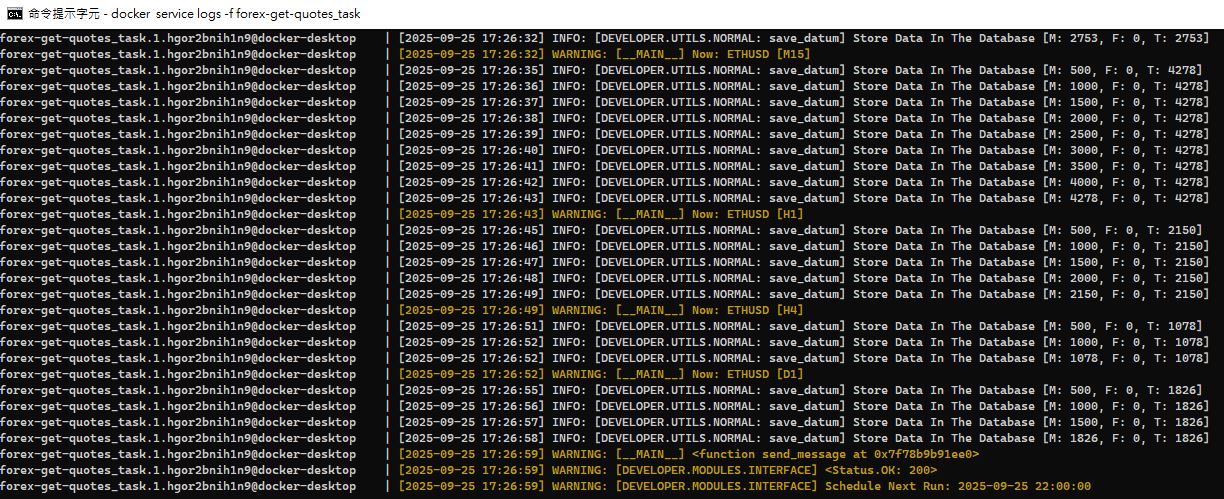 命令提示字元 - docker service logs -f forex-get-quotes_task
forex-get-quotes_task.1.hgor2bnih1n9@docker-desktop | [2025-09-25 17:26:32] INFO: [DEVELOPER.UTILS.NORMAL: save_datum] Store Data In The Database [M: 2753, F: 0, T: 2753]
forex-get-quotes_task.1.hgor2bnih1n9@docker-desktop | [2025-09-25 17:26:32] WARNING: [__MAIN__] Now: ETHUSD [M15]
forex-get-quotes_task.1.hgor2bnih1n9@docker-desktop | [2025-09-25 17:26:35] INFO: [DEVELOPER.UTILS.NORMAL: save_datum] Store Data In The Database [M: 500, F: 0, T: 4278]
forex-get-quotes_task.1.hgor2bnih1n9@docker-desktop | [2025-09-25 17:26:36] INFO: [DEVELOPER.UTILS.NORMAL: save_datum] Store Data In The Database [M: 1000, F: 0, T: 4278]
forex-get-quotes_task.1.hgor2bnih1n9@docker-desktop | [2025-09-25 17:26:37] INFO: [DEVELOPER.UTILS.NORMAL: save_datum] Store Data In The Database [M: 1500, F: 0, T: 4278]
forex-get-quotes_task.1.hgor2bnih1n9@docker-desktop | [2025-09-25 17:26:38] INFO: [DEVELOPER.UTILS.NORMAL: save_datum] Store Data In The Database [M: 2000, F: 0, T: 4278]
forex-get-quotes_task.1.hgor2bnih1n9@docker-desktop | [2025-09-25 17:26:39] INFO: [DEVELOPER.UTILS.NORMAL: save_datum] Store Data In The Database [M: 2500, F: 0, T: 4278]
forex-get-quotes_task.1.hgor2bnih1n9@docker-desktop | [2025-09-25 17:26:40] INFO: [DEVELOPER.UTILS.NORMAL: save_datum] Store Data In The Database [M: 3000, F: 0, T: 4278]
forex-get-quotes_task.1.hgor2bnih1n9@docker-desktop | [2025-09-25 17:26:41] INFO: [DEVELOPER.UTILS.NORMAL: save_datum] Store Data In The Database [M: 3500, F: 0, T: 4278]
forex-get-quotes_task.1.hgor2bnih1n9@docker-desktop | [2025-09-25 17:26:42] INFO: [DEVELOPER.UTILS.NORMAL: save_datum] Store Data In The Database [M: 4000, F: 0, T: 4278]
forex-get-quotes_task.1.hgor2bnih1n9@docker-desktop | [2025-09-25 17:26:43] INFO: [DEVELOPER.UTILS.NORMAL: save_datum] Store Data In The Database [M: 4278, F: 0, T: 4278]
forex-get-quotes_task.1.hgor2bnih1n9@docker-desktop | [2025-09-25 17:26:43] WARNING: [__MAIN__] Now: ETHUSD [H1]
forex-get-quotes_task.1.hgor2bnih1n9@docker-desktop | [2025-09-25 17:26:45] INFO: [DEVELOPER.UTILS.NORMAL: save_datum] Store Data In The Database [M: 500, F: 0, T: 2150]
forex-get-quotes_task.1.hgor2bnih1n9@docker-desktop | [2025-09-25 17:26:46] INFO: [DEVELOPER.UTILS.NORMAL: save_datum] Store Data In The Database [M: 1000, F: 0, T: 2150]
forex-get-quotes_task.1.hgor2bnih1n9@docker-desktop | [2025-09-25 17:26:47] INFO: [DEVELOPER.UTILS.NORMAL: save_datum] Store Data In The Database [M: 1500, F: 0, T: 2150]
forex-get-quotes_task.1.hgor2bnih1n9@docker-desktop | [2025-09-25 17:26:48] INFO: [DEVELOPER.UTILS.NORMAL: save_datum] Store Data In The Database [M: 2000, F: 0, T: 2150]
forex-get-quotes_task.1.hgor2bnih1n9@docker-desktop | [2025-09-25 17:26:49] INFO: [DEVELOPER.UTILS.NORMAL: save_datum] Store Data In The Database [M: 2150, F: 0, T: 2150]
forex-get-quotes_task.1.hgor2bnih1n9@docker-desktop | [2025-09-25 17:26:49] WARNING: [__MAIN__] Now: ETHUSD [H4]
forex-get-quotes_task.1.hgor2bnih1n9@docker-desktop | [2025-09-25 17:26:51] INFO: [DEVELOPER.UTILS.NORMAL: save_datum] Store Data In The Database [M: 500, F: 0, T: 1078]
forex-get-quotes_task.1.hgor2bnih1n9@docker-desktop | [2025-09-25 17:26:52] INFO: [DEVELOPER.UTILS.NORMAL: save_datum] Store Data In The Database [M: 1000, F: 0, T: 1078]
forex-get-quotes_task.1.hgor2bnih1n9@docker-desktop | [2025-09-25 17:26:52] INFO: [DEVELOPER.UTILS.NORMAL: save_datum] Store Data In The Database [M: 1078, F: 0, T: 1078]
forex-get-quotes_task.1.hgor2bnih1n9@docker-desktop | [2025-09-25 17:26:52] WARNING: [__MAIN__] Now: ETHUSD [D1]
forex-get-quotes_task.1.hgor2bnih1n9@docker-desktop | [2025-09-25 17:26:55] INFO: [DEVELOPER.UTILS.NORMAL: save_datum] Store Data In The Database [M: 500, F: 0, T: 1826]
forex-get-quotes_task.1.hgor2bnih1n9@docker-desktop | [2025-09-25 17:26:56] INFO: [DEVELOPER.UTILS.NORMAL: save_datum] Store Data In The Database [M: 1000, F: 0, T: 1826]
forex-get-quotes_task.1.hgor2bnih1n9@docker-desktop | [2025-09-25 17:26:57] INFO: [DEVELOPER.UTILS.NORMAL: save_datum] Store Data In The Database [M: 1500, F: 0, T: 1826]
forex-get-quotes_task.1.hgor2bnih1n9@docker-desktop | [2025-09-25 17:26:58] INFO: [DEVELOPER.UTILS.NORMAL: save_datum] Store Data In The Database [M: 1826, F: 0, T: 1826]
forex-get-quotes_task.1.hgor2bnih1n9@docker-desktop | [2025-09-25 17:26:59] WARNING: [__MAIN__] <function send_message at 0x7f78b9b91ee0>
forex-get-quotes_task.1.hgor2bnih1n9@docker-desktop | [2025-09-25 17:26:59] WARNING: [DEVELOPER.MODULES.INTERFACE] <Status.OK: 200>
forex-get-quotes_task.1.hgor2bnih1n9@docker-desktop | [2025-09-25 17:26:59] WARNING: [DEVELOPER.MODULES.INTERFACE] Schedule Next Run: 2025-09-25 22:00:00